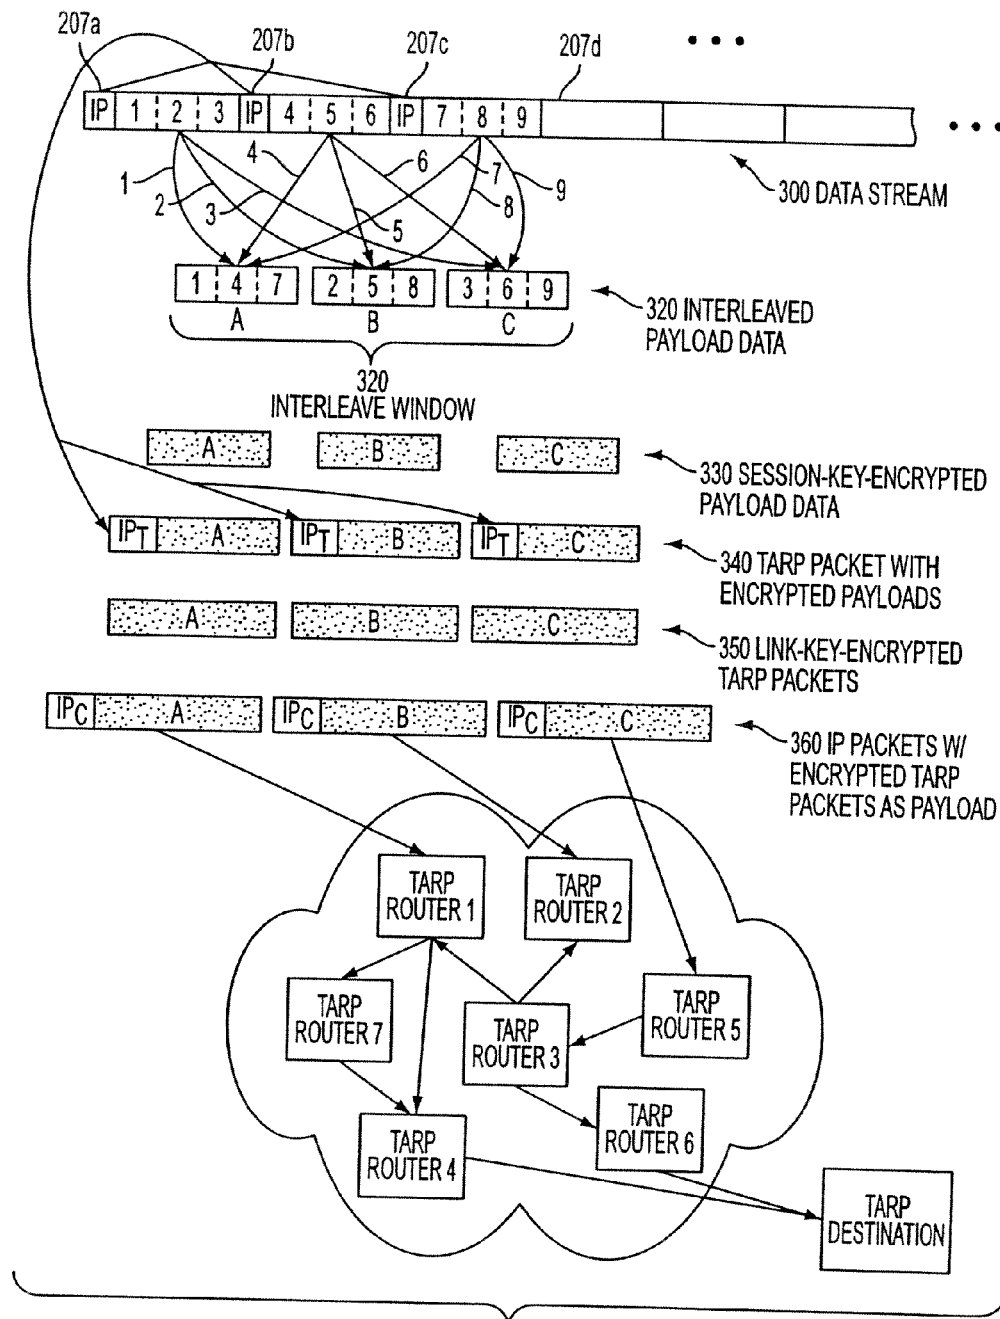 207a
207b
207c
207d
• • •
IP 1 2 3 IP 4 5 6 IP 7 8 9
• • •
300 DATA STREAM
1 2 3 4 5 6 7 8 9
1 4 7 2 5 8 3 6 9
A B C
320 INTERLEAVED
PAYLOAD DATA
320
INTERLEAVE WINDOW
A B C
330 SESSION-KEY-ENCRYPTED
PAYLOAD DATA
IPT A IPT B IPT C
340 TARP PACKET WITH
ENCRYPTED PAYLOADS
A B C
350 LINK-KEY-ENCRYPTED
TARP PACKETS
IPC A IPC B IPC C
360 IP PACKETS W/
ENCRYPTED TARP
PACKETS AS PAYLOAD
TARP
ROUTER 1
TARP
ROUTER 2
TARP
ROUTER 7
TARP
ROUTER 3
TARP
ROUTER 5
TARP
ROUTER 4
TARP
ROUTER 6
TARP
DESTINATION